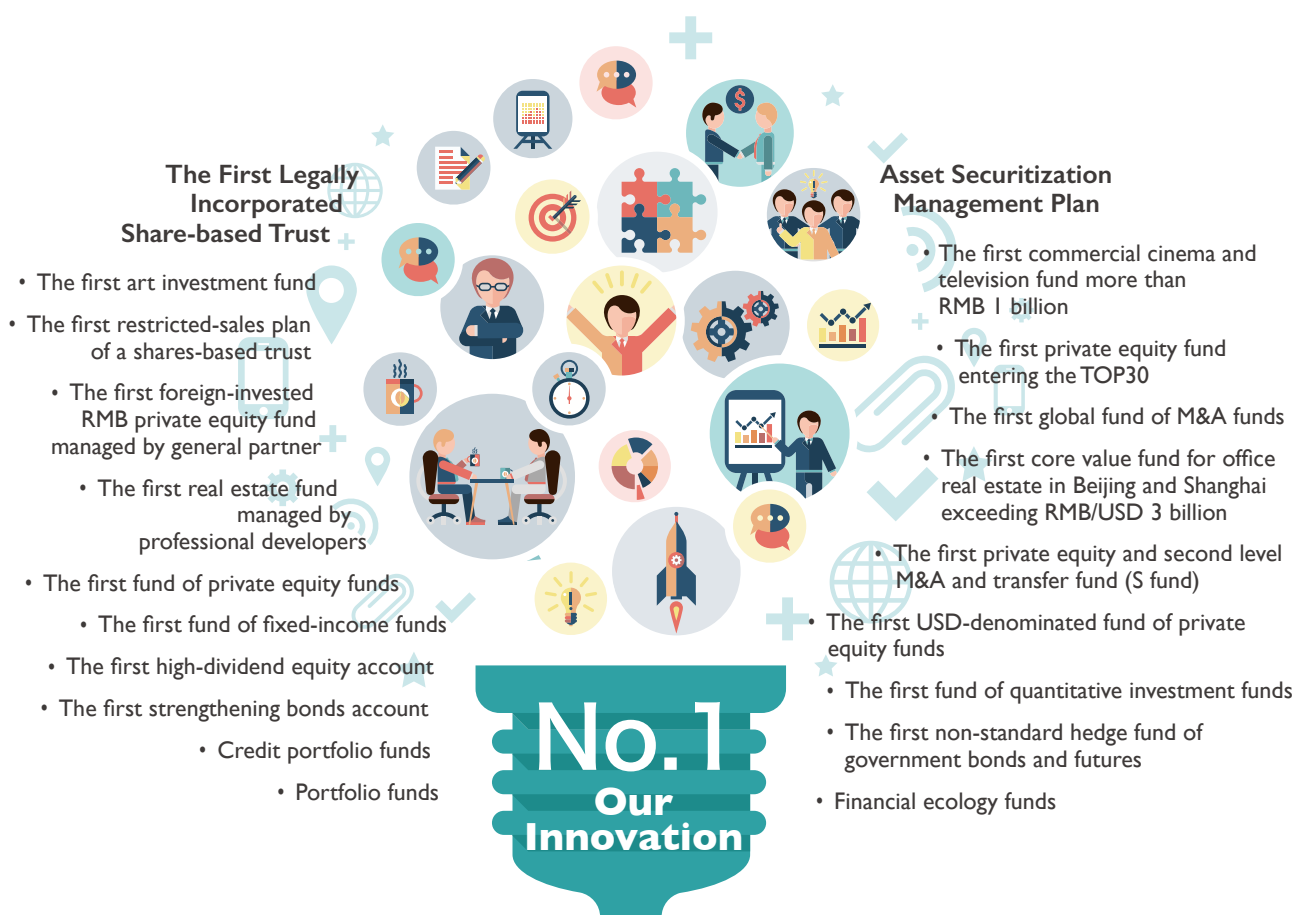 The First Legally
Incorporated
Share-based Trust
• The first art investment fund
• The first restricted-sales plan
of a shares-based trust
• The first foreign-invested
RMB private equity fund
managed by general partner
• The first real estate fund
managed by
professional developers
• The first fund of private equity funds
• The first fund of fixed-income funds
• The first high-dividend equity account
• The first strengthening bonds account
• Credit portfolio funds
• Portfolio funds
Asset Securitization
Management Plan
• The first commercial cinema and
television fund more than
RMB 1 billion
• The first private equity fund
entering the TOP30
• The first global fund of M&A funds
• The first core value fund for office
real estate in Beijing and Shanghai
exceeding RMB/USD 3 billion
• The first private equity and second level
M&A and transfer fund (S fund)
• The first USD-denominated fund of private
equity funds
• The first fund of quantitative investment funds
• The first non-standard hedge fund of
government bonds and futures
• Financial ecology funds
$
No.1
Our
Innovation